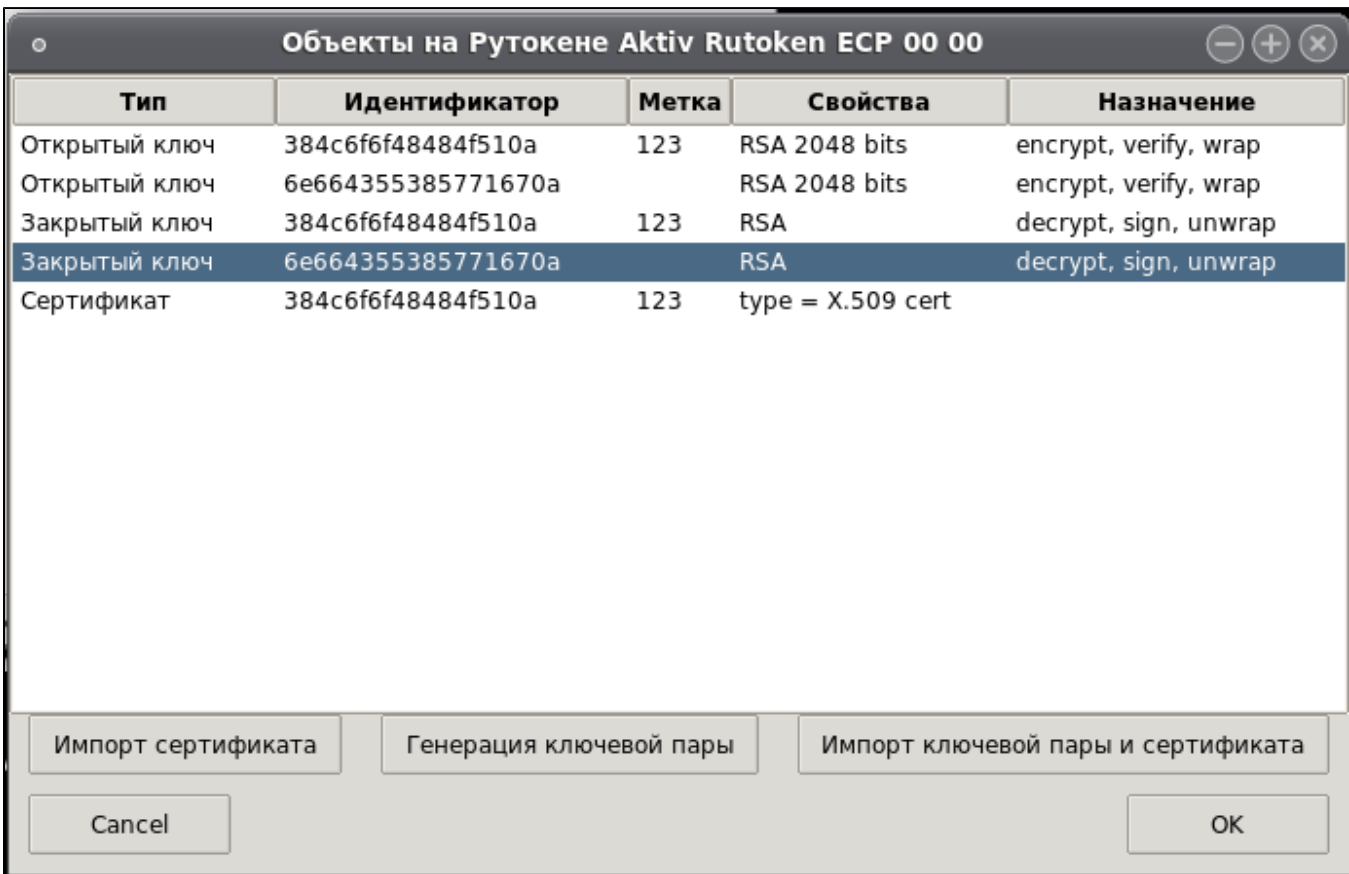 Объекты на Рутокене Aktiv Rutoken ECP 00 00
Тип Идентификатор Метка Свойства Назначение
Открытый ключ 384c6f6f48484f510a 123 RSA 2048 bits encrypt, verify, wrap
Открытый ключ 6e664355385771670a RSA 2048 bits encrypt, verify, wrap
Закрытый ключ 384c6f6f48484f510a 123 RSA decrypt, sign, unwrap
Закрытый ключ 6e664355385771670a RSA decrypt, sign, unwrap
Сертификат 384c6f6f48484f510a 123 type = X.509 cert
Импорт сертификата Генерация ключевой пары Импорт ключевой пары и сертификата
Cancel OK